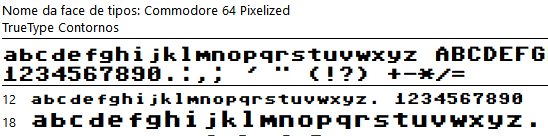 Nome da face de tipos: Commodore 64 Pixelized
TrueType Contornos
abcdefghijklmnopqrstuvwxyz ABCDEFG
1234567890.:,; ' " (!?) +-*/=
12 abcdefghijklmnopqrstuvwxyz. 1234567890
18 abcdefghijklmnopqrstuvwxyz.